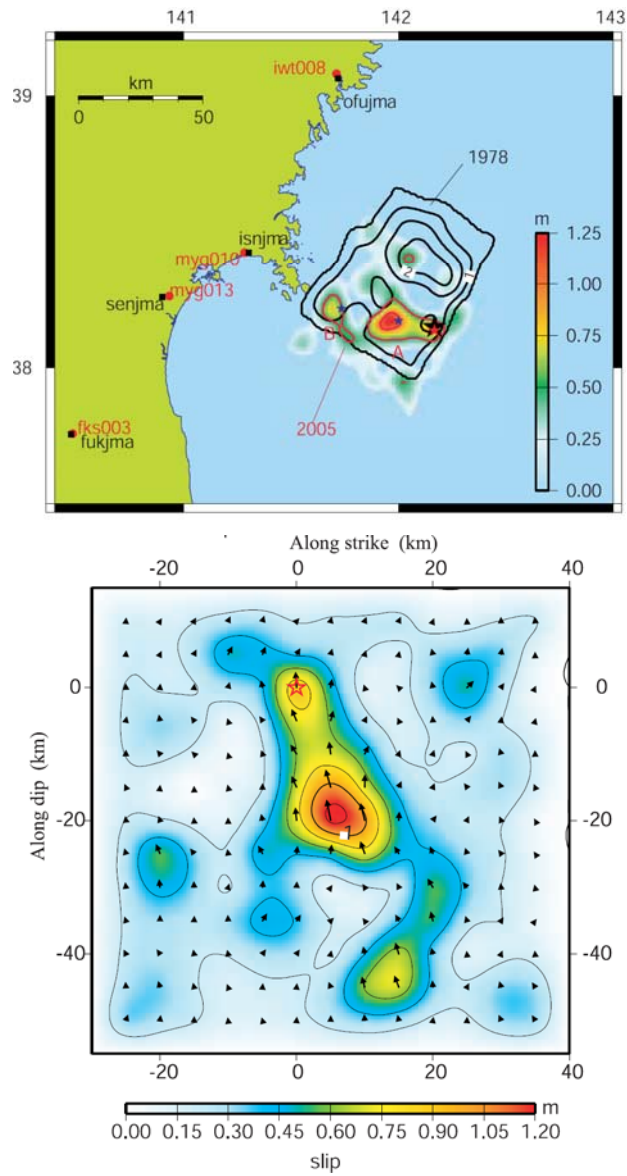 141 142 143
39
38
km
0 50
iwt008
ofujma
1978
isnjma
myg010
myg013
senjma
2
1
B
A
2005
fks003
fukjma
m
1.25
1.00
0.75
0.50
0.25
0.00
Along strike (km)
-20 0 20 40
Along dip (km)
0 0
-20 -20
1
-40 -40
-20 0 20 40
m
0.00 0.15 0.30 0.45 0.60 0.75 0.90 1.05 1.20
slip